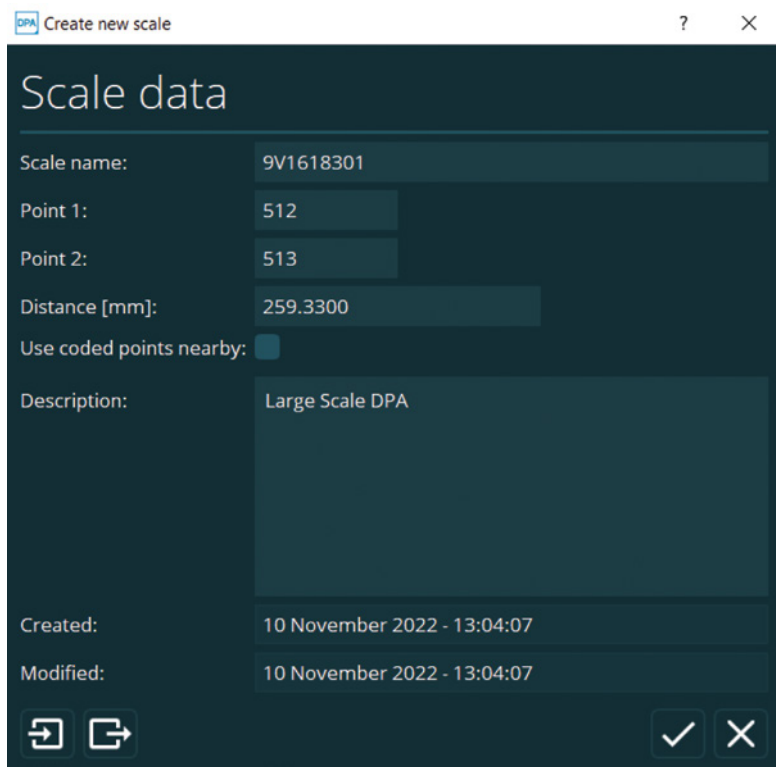 DPA Create new scale ?
Scale data
Scale name: 9V1618301
Point 1: 512
Point 2: 513
Distance [mm]: 259.3300
Use coded points nearby:
Description: Large Scale DPA
Created: 10 November 2022 - 13:04:07
Modified: 10 November 2022 - 13:04:07